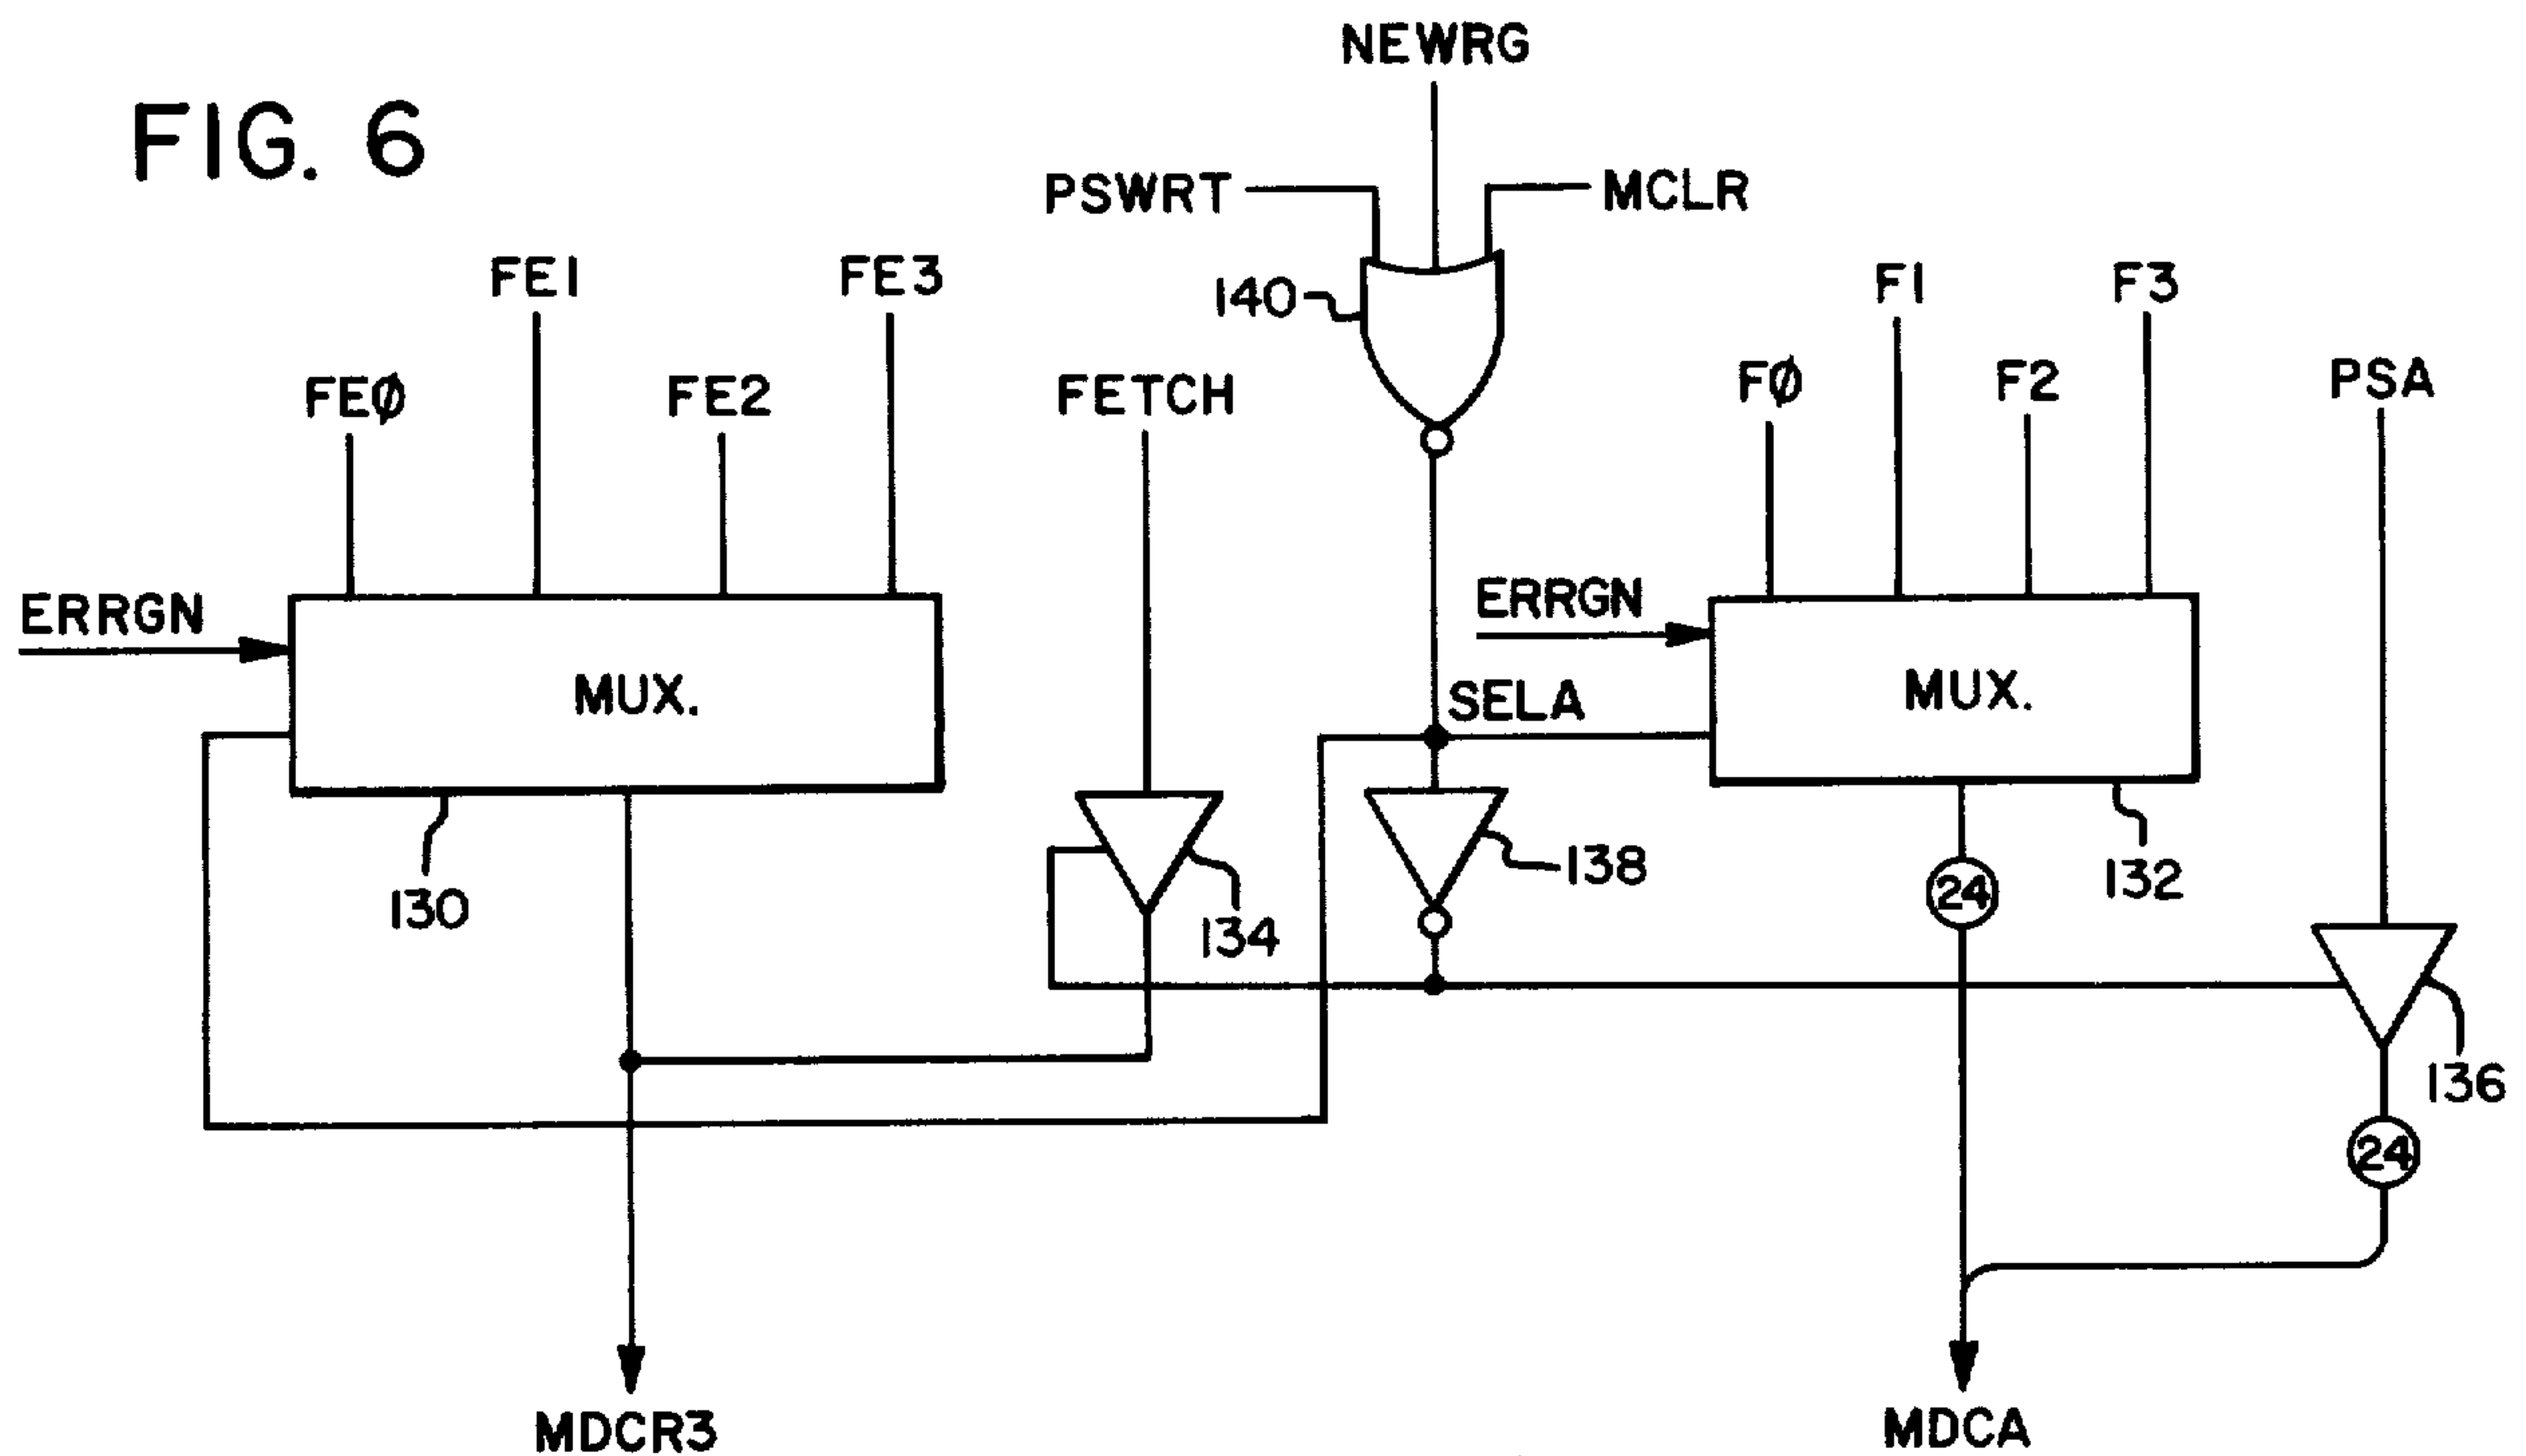 FIG. 6
NEWRG
PSWRT
MCLR
140
FE1
FE3
F1
F3
FEØ
FE2
FETCH
FØ
F2
PSA
ERRGN
ERRGN
MUX.
SELA
MUX.
130
134
138
24
132
136
24
MDCR3
MDCA